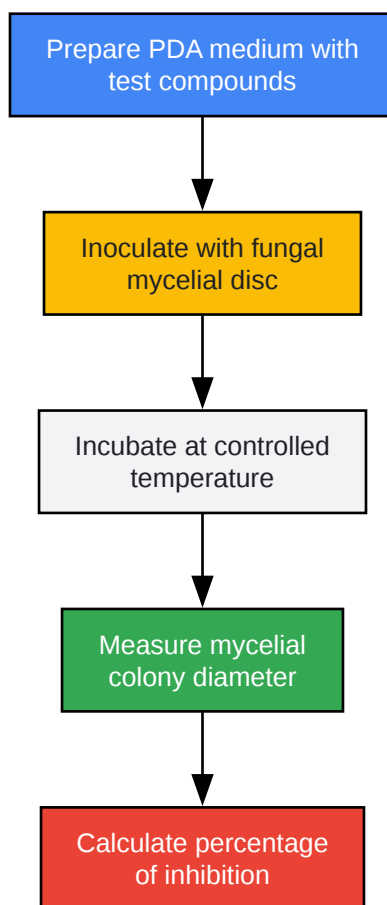 Prepare PDA medium with
test compounds
Inoculate with fungal
mycelial disc
Incubate at controlled
temperature
Measure mycelial
colony diameter
Calculate percentage
of inhibition